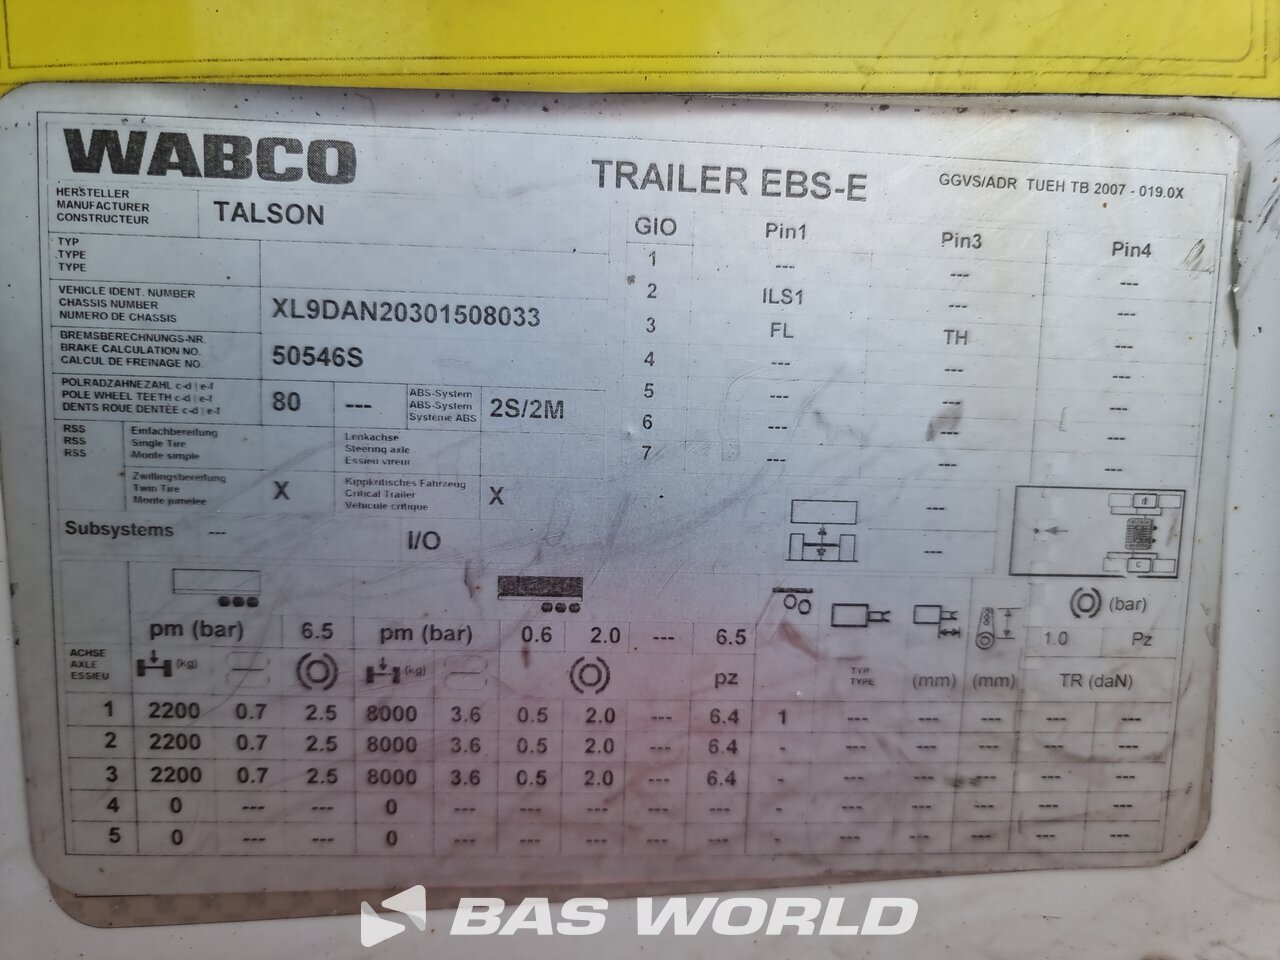 WABCO
TRAILER EBS-E
GGVS/ADR TUEH TB 2007 - 019.0X
HERSTELLER
MANUFACTURER
CONSTRUCTEUR
TALSON
TYP
TYPE
TYPE
VEHICLE IDENT. NUMBER
CHASSIS NUMBER
NUMERO DE CHASSIS
XL9DAN20301508033
BREMSBERECHNUNGS-NR.
BRAKE CALCULATION NO.
CALCUL DE FREINAGE NO
50546S
POLRADZAHNEZAHL c-d | e-f
POLE WHEEL TEETH c-d | e-f
DENTS ROUE DENTÉE c-d | e-f
80 ---
ABS-System
ABS-System
Système ABS
2S/2M
RSS
RSS
RSS
Einfachbereifung
Single Tire
Monte simple
Lenkachse
Steering axle
Essieu vireur
Zwillingsbereifung
Twin Tire
Monte jumelee
X
Kippkritisches Fahrzeug
Critical Trailer
Vehicule critique
X
Subsystems ---
I/O
GIO Pin1 Pin3 Pin4
1 --- --- ---
2 ILS1 --- ---
3 FL TH ---
4 --- --- ---
5 --- --- ---
6 --- --- ---
7 --- --- ---
---
---
d
c
pm (bar) 6.5 pm (bar) 0.6 2.0 --- 6.5
(bar)
1.0 Pz
ACHSE
AXLE
ESSIEU
(kg) (kg) pz
TYP
TYPE
(mm) (mm) TR (daN)
1 2200 0.7 2.5 8000 3.6 0.5 2.0 --- 6.4 1 --- --- --- --- ---
2 2200 0.7 2.5 8000 3.6 0.5 2.0 --- 6.4 - --- --- --- --- ---
3 2200 0.7 2.5 8000 3.6 0.5 2.0 --- 6.4 - --- --- --- --- ---
4 0 --- --- 0 --- --- --- --- --- - --- --- --- --- ---
5 0 --- --- 0 --- --- --- --- --- - --- --- --- --- ---
BAS WORLD